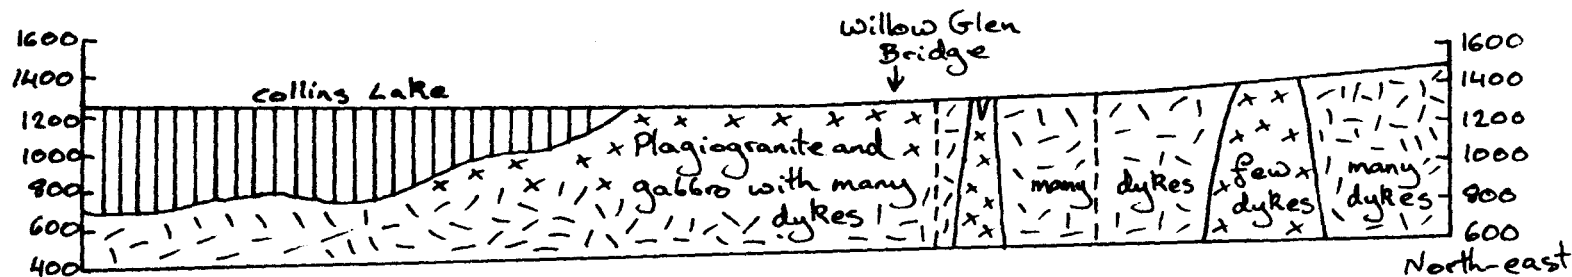 Willow Glen
Bridge
1600
1400
1200
1000
800
600
400
Collins Lake
Plagiogranite and
gabbro with many
dykes
many dykes
few
dykes
many
dykes
1600
1400
1200
1000
800
600
North-east